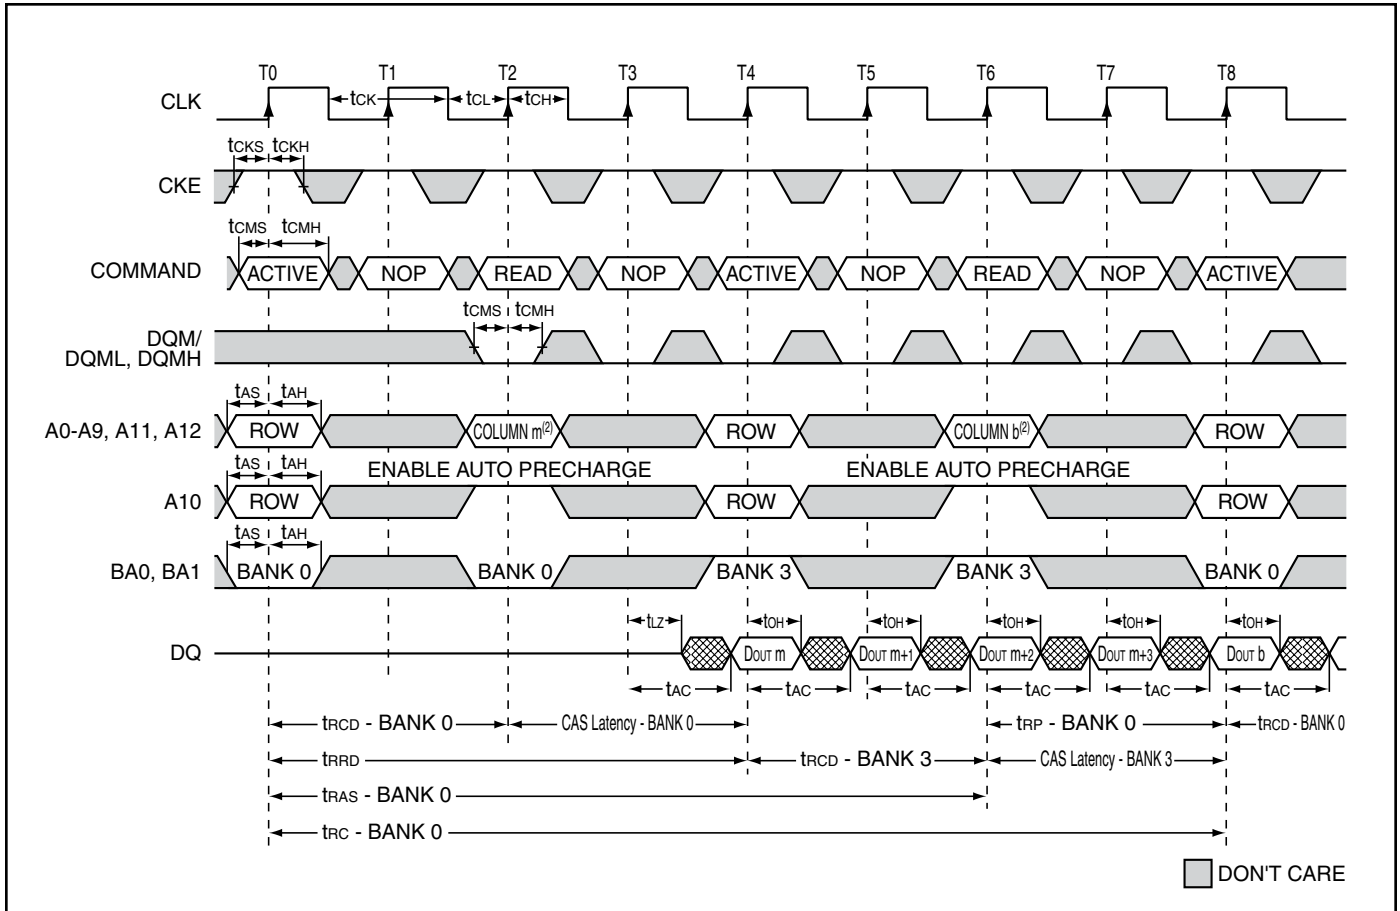 T0 T1 T2 T3 T4 T5 T6 T7 T8
CLK tCK tCL tCH
tCKS tCKH
CKE
tCMS tCMH
COMMAND ACTIVE NOP READ NOP ACTIVE NOP READ NOP ACTIVE
tCMS tCMH
DQM/
DQML, DQMH
tAS tAH
A0-A9, A11, A12 ROW COLUMN m(2) ROW COLUMN b(2) ROW
tAS tAH ENABLE AUTO PRECHARGE ENABLE AUTO PRECHARGE
A10 ROW ROW ROW
tAS tAH
BA0, BA1 BANK 0 BANK 0 BANK 3 BANK 3 BANK 0
tLZ tOH tOH tOH tOH tOH
DQ DOUT m DOUT m+1 DOUT m+2 DOUT m+3 DOUT b
tAC tAC tAC tAC tAC tAC
tRCD - BANK 0 CAS Latency - BANK 0 tRP - BANK 0 tRCD - BANK 0
tRRD tRCD - BANK 3 CAS Latency - BANK 3
tRAS - BANK 0
tRC - BANK 0
DON'T CARE